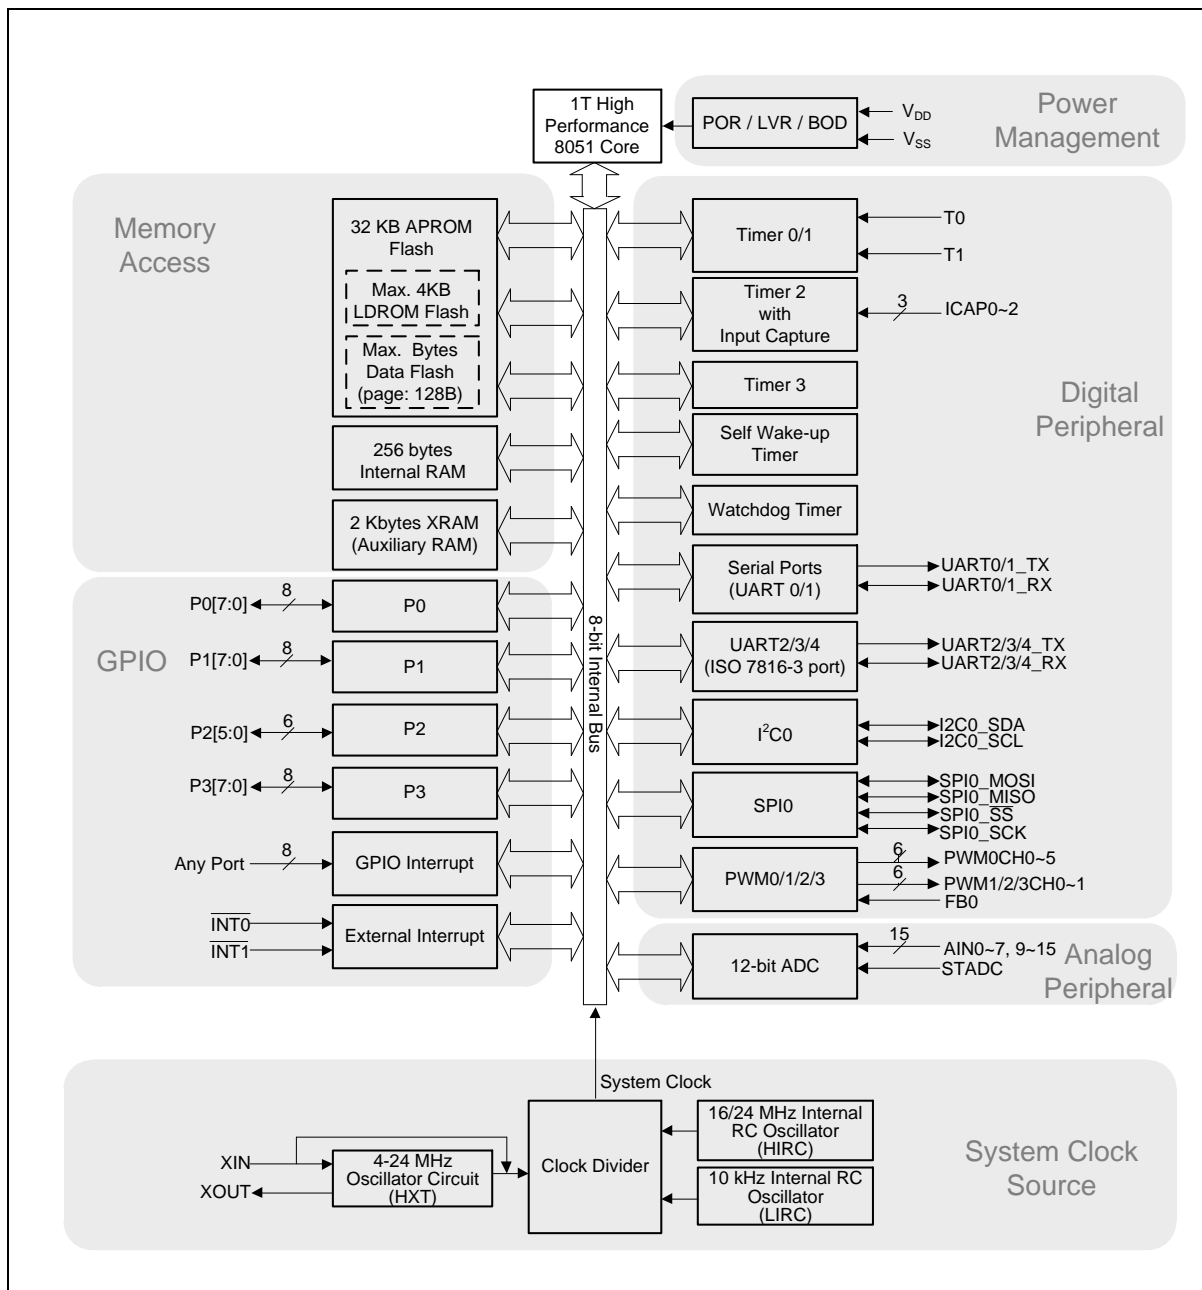 1T High
Performance
8051 Core
POR / LVR / BOD
VDD
VSS
Power
Management
Memory
Access
32 KB APROM
Flash
Max. 4KB
LDROM Flash
Max. Bytes
Data Flash
(page: 128B)
256 bytes
Internal RAM
2 Kbytes XRAM
(Auxiliary RAM)
GPIO
P0[7:0]
8
P0
P1[7:0]
8
P1
P2[5:0]
6
P2
P3[7:0]
8
P3
Any Port
8
GPIO Interrupt
INT0
INT1
External Interrupt
8-bit Internal Bus
Timer 0/1
T0
T1
Timer 2
with
Input Capture
3
ICAP0~2
Timer 3
Self Wake-up
Timer
Watchdog Timer
Serial Ports
(UART 0/1)
UART0/1_TX
UART0/1_RX
UART2/3/4
(ISO 7816-3 port)
UART2/3/4_TX
UART2/3/4_RX
I2C0
I2C0_SDA
I2C0_SCL
SPI0
SPI0_MOSI
SPI0_MISO
SPI0_SS
SPI0_SCK
PWM0/1/2/3
6
PWM0CH0~5
6
PWM1/2/3CH0~1
FB0
Digital
Peripheral
12-bit ADC
15
AIN0~7, 9~15
STADC
Analog
Peripheral
System Clock
XIN
XOUT
4-24 MHz
Oscillator Circuit
(HXT)
Clock Divider
16/24 MHz Internal
RC Oscillator
(HIRC)
10 kHz Internal RC
Oscillator
(LIRC)
System Clock
Source